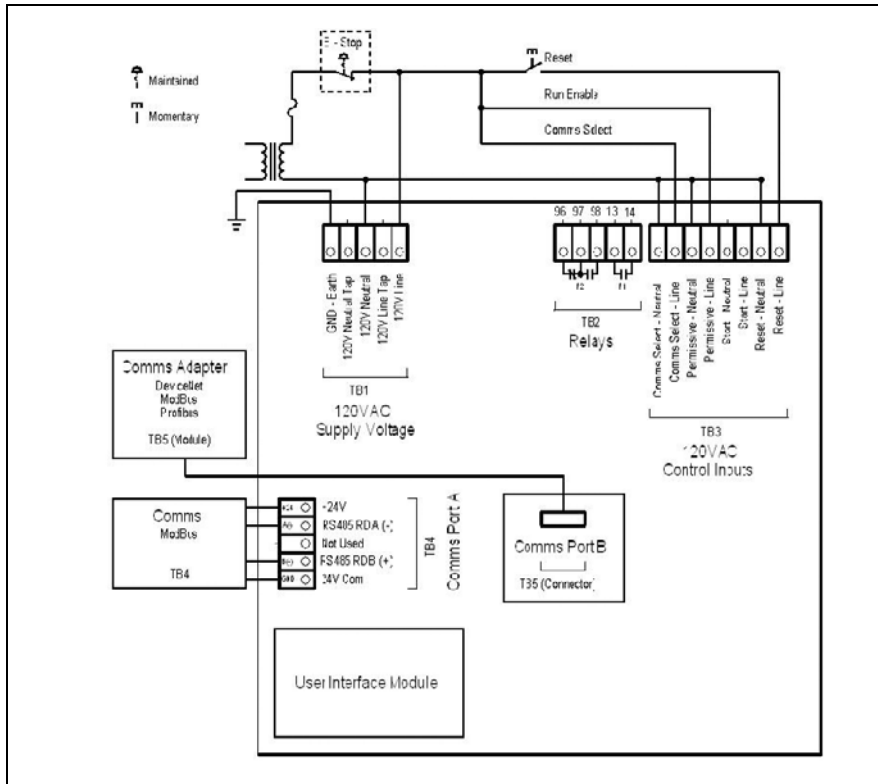 E - Stop
Reset
Maintained
Momentary
Run Enable
Comms Select
96 97 98 13 14
GND - Earth
120V Neutral Tap
120V Neutral
120V Line Tap
120V Line
TB1
120VAC
Supply Voltage
TB2
Relays
Comms Select - Neutral
Comms Select - Line
Permissive - Neutral
Permissive - Line
Start - Neutral
Start - Line
Reset - Neutral
Reset - Line
TB3
120VAC
Control Inputs
Comms Adapter
DeviceNet
ModBus
Profibus
TB5 (Module)
Comms
ModBus
TB4
+24V
RS485 RDA (-)
Not Used
RS485 RDB (+)
GND
24V Com
TB4
Comms Port A
Comms Port B
TB5 (Connector)
User Interface Module